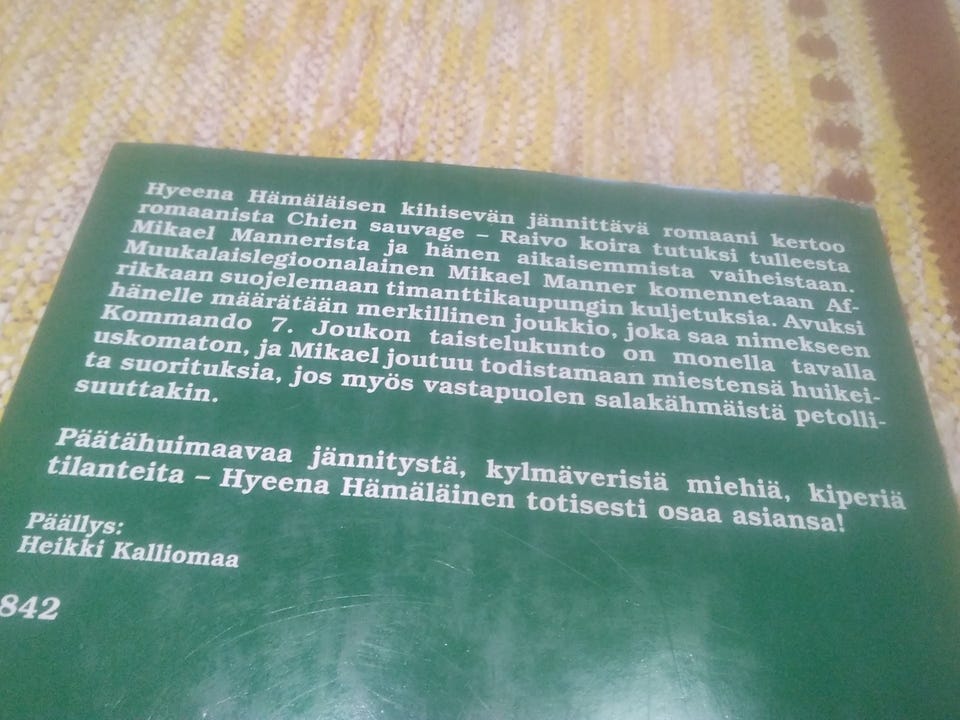 Hyeena Hämäläisen kihisevän jännittävä romaani kertoo
romaanista Chien sauvage – Raivo koira tutuksi tulleesta
Mikael Mannerista ja hänen aikaisemmista vaiheistaan.
Muukalaislegioonalainen Mikael Manner komennetaan Af-
rikkaan suojelemaan timanttikaupungin kuljetuksia. Avuksi
hänelle määrätään merkillinen joukkio, joka saa nimekseen
Kommando 7. Joukon taistelukunto on monella tavalla
uskomaton, ja Mikael joutuu todistamaan miestensä huikei-
ta suorituksia, jos myös vastapuolen salakähmäistä petolli-
suuttakin.
Päätähuimaavaa jännitystä, kylmäverisiä miehiä, kiperiä
tilanteita – Hyeena Hämäläinen totisesti osaa asiansa!
Päällys:
Heikki Kalliomaa
842